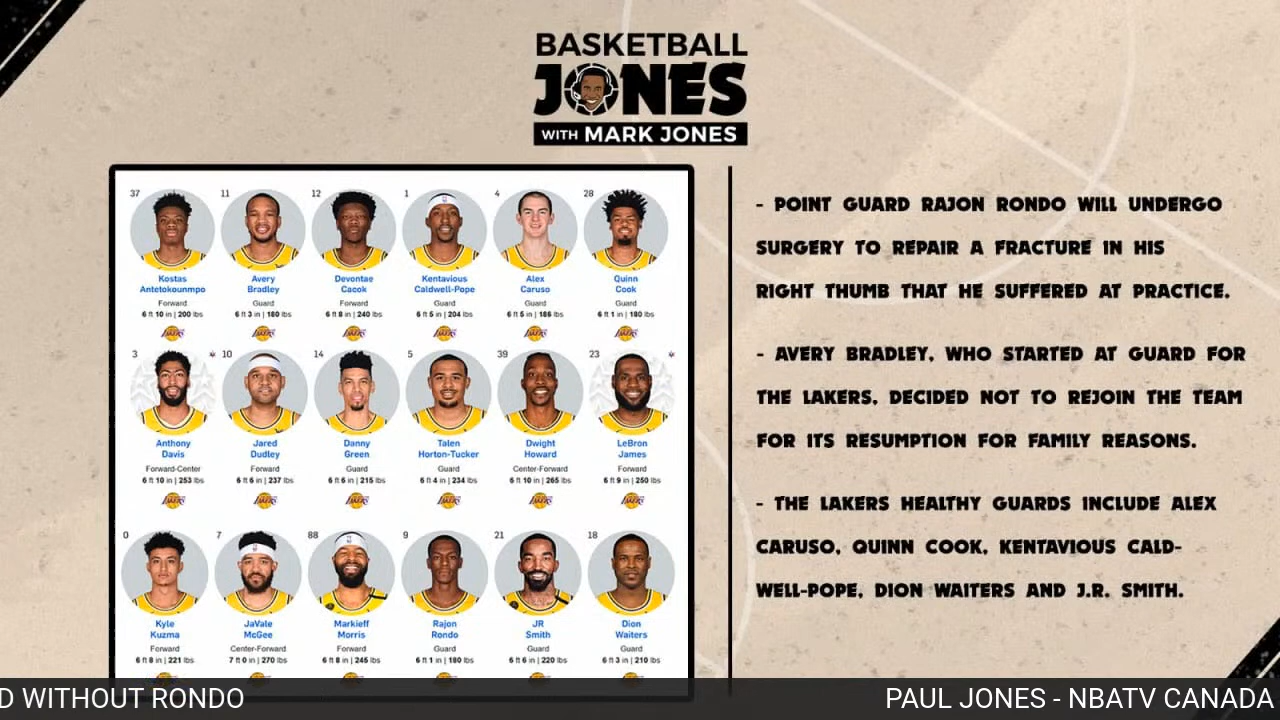 BASKETBALL
JONES
WITH MARK JONES
37 11 12 1 4 28
Kostas Avery Devontae Kentavious Alex Quinn
Antetokounmpo Bradley Cacok Caldwell-Pope Caruso Cook
Forward Guard Forward Guard Guard Guard
6 ft 10 in | 200 lbs 6 ft 3 in | 180 lbs 6 ft 8 in | 240 lbs 6 ft 5 in | 204 lbs 6 ft 5 in | 186 lbs 6 ft 1 in | 180 lbs
LAKERS LAKERS LAKERS LAKERS LAKERS LAKERS
3 10 14 5 39 23
Anthony Jared Danny Talen Dwight LeBron
Davis Dudley Green Horton-Tucker Howard James
Forward-Center Forward Guard Guard Center-Forward Forward
6 ft 10 in | 253 lbs 6 ft 6 in | 237 lbs 6 ft 6 in | 215 lbs 6 ft 4 in | 234 lbs 6 ft 10 in | 265 lbs 6 ft 9 in | 250 lbs
LAKERS LAKERS LAKERS LAKERS LAKERS LAKERS
0 7 88 9 21 18
Kyle JaVale Markieff Rajon JR Dion
Kuzma McGee Morris Rondo Smith Waiters
Forward Center-Forward Forward Guard Guard Guard
6 ft 8 in | 221 lbs 7 ft 0 in | 270 lbs 6 ft 8 in | 245 lbs 6 ft 1 in | 180 lbs 6 ft 6 in | 220 lbs 6 ft 3 in | 210 lbs
- POINT GUARD RAJON RONDO WILL UNDERGO
SURGERY TO REPAIR A FRACTURE IN HIS
RIGHT THUMB THAT HE SUFFERED AT PRACTICE.
- AVERY BRADLEY, WHO STARTED AT GUARD FOR
THE LAKERS, DECIDED NOT TO REJOIN THE TEAM
FOR ITS RESUMPTION FOR FAMILY REASONS.
- THE LAKERS HEALTHY GUARDS INCLUDE ALEX
CARUSO, QUINN COOK, KENTAVIOUS CALD-
WELL-POPE, DION WAITERS AND J.R. SMITH.
D WITHOUT RONDO PAUL JONES - NBATV CANADA